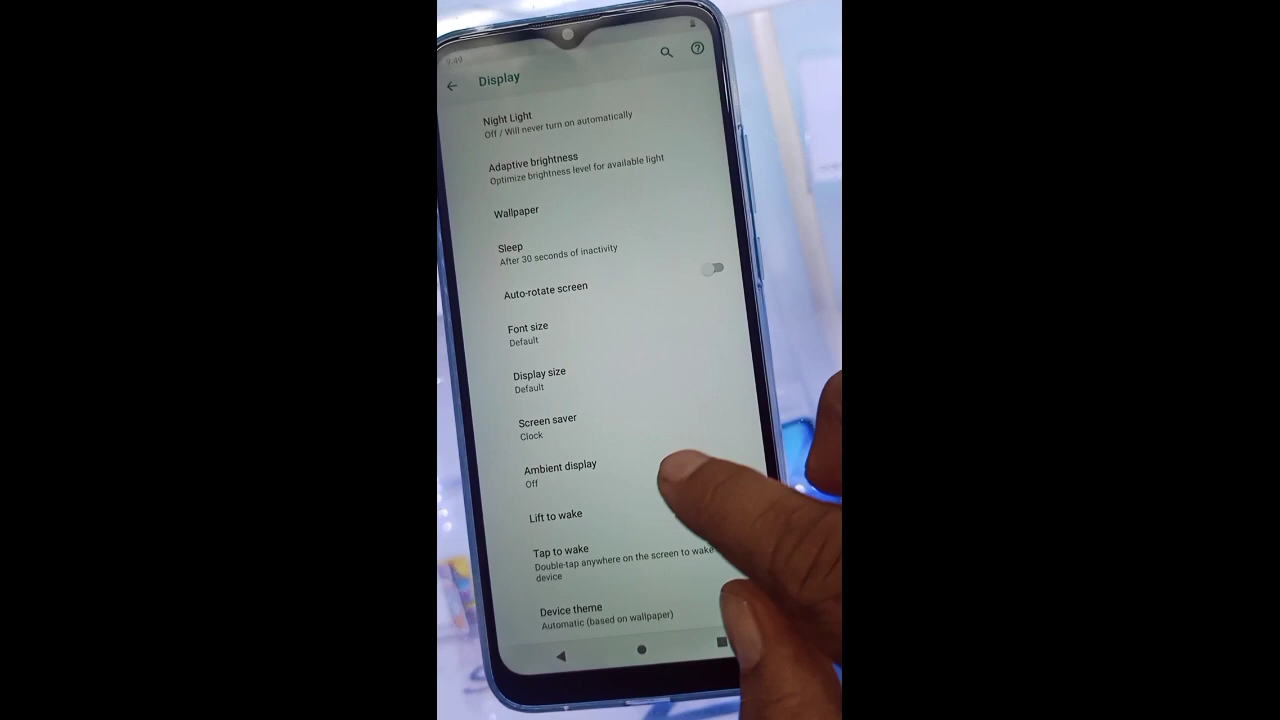 9:49
Display
Night Light
Off / Will never turn on automatically
Adaptive brightness
Optimize brightness level for available light
Wallpaper
Sleep
After 30 seconds of inactivity
Auto-rotate screen
Font size
Default
Display size
Default
Screen saver
Clock
Ambient display
Off
Lift to wake
Tap to wake
Double-tap anywhere on the screen to wake
device
Device theme
Automatic (based on wallpaper)